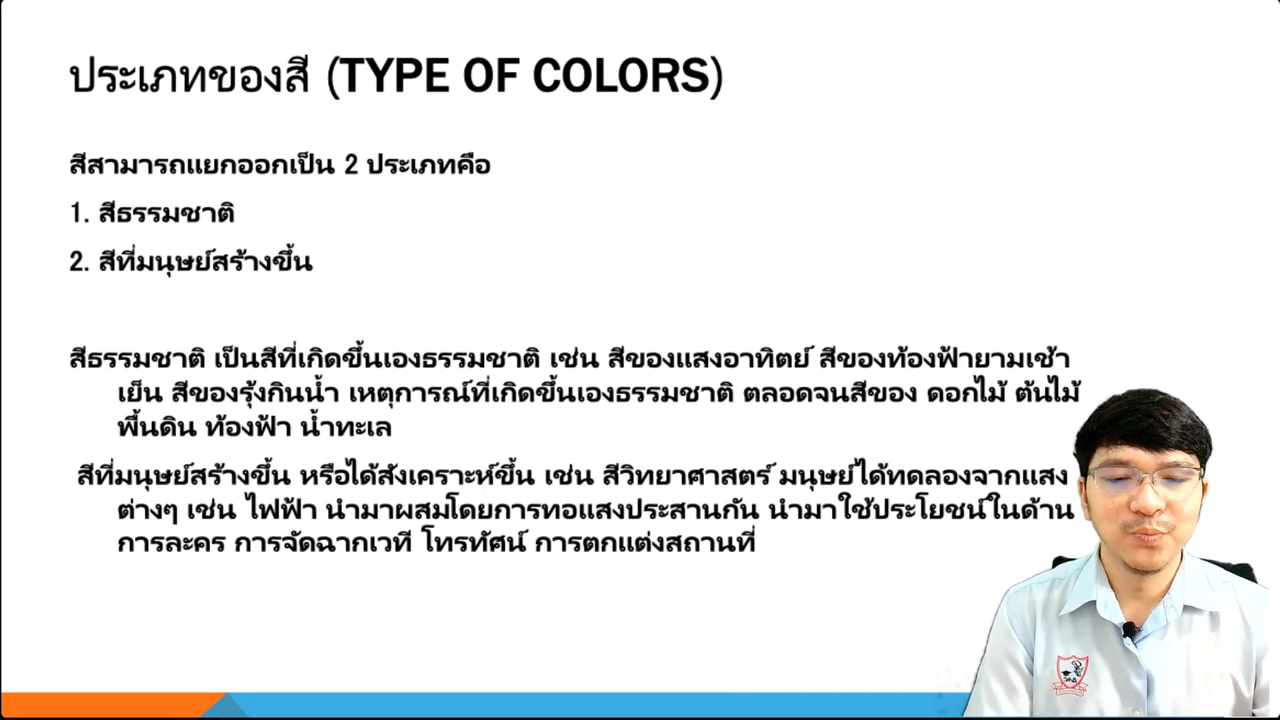 ประเภทของสี (TYPE OF COLORS)
สีสามารถแยกออกเป็น 2 ประเภทคือ
1. สีธรรมชาติ
2. สีที่มนุษย์สร้างขึ้น
สีธรรมชาติ เป็นสีที่เกิดขึ้นเองธรรมชาติ เช่น สีของแสงอาทิตย์ สีของท้องฟ้ายามเช้า
เย็น สีของรุ้งกินน้ำ เหตุการณ์ที่เกิดขึ้นเองธรรมชาติ ตลอดจนสีของ ดอกไม้ ต้นไม้
พื้นดิน ท้องฟ้า น้ำทะเล
สีที่มนุษย์สร้างขึ้น หรือได้สังเคราะห์ขึ้น เช่น สีวิทยาศาสตร์ มนุษย์ได้ทดลองจากแสง
ต่างๆ เช่น ไฟฟ้า นำมาผสมโดยการทอแสงประสานกัน นำมาใช้ประโยชน์ในด้าน
การละคร การจัดฉากเวที โทรทัศน์ การตกแต่งสถานที่